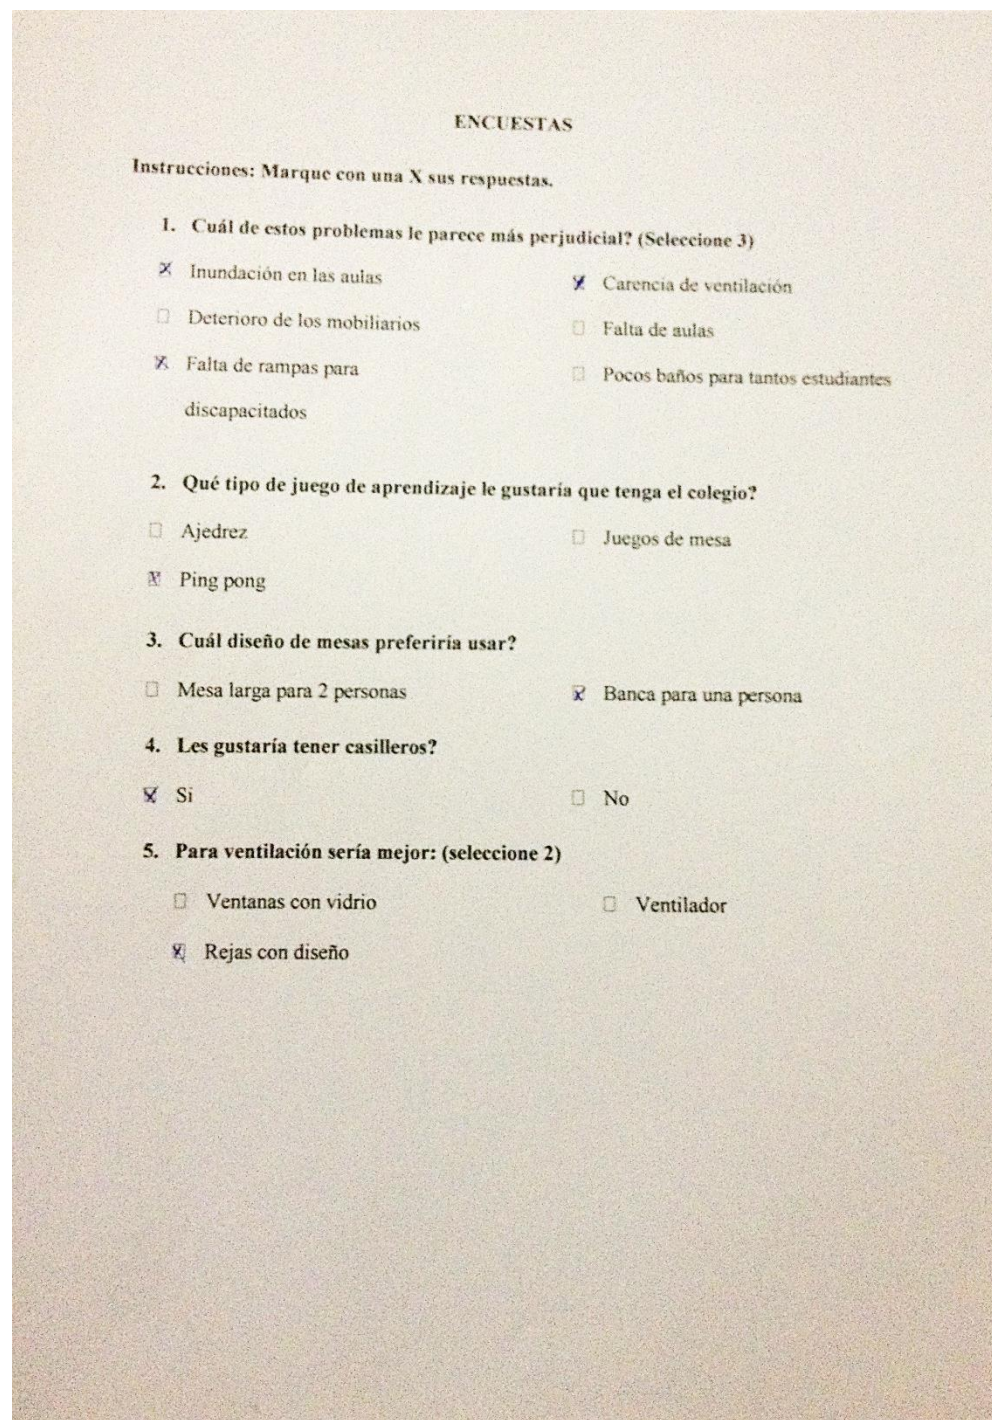 ENCUESTAS
Instrucciones: Marque con una X sus respuestas.
1. Cuál de estos problemas le parece más perjudicial? (Seleccione 3)
☒ Inundación en las aulas ☒ Carencia de ventilación
☐ Deterioro de los mobiliarios ☐ Falta de aulas
☒ Falta de rampas para ☐ Pocos baños para tantos estudiantes
discapacitados
2. Qué tipo de juego de aprendizaje le gustaría que tenga el colegio?
☐ Ajedrez ☐ Juegos de mesa
☒ Ping pong
3. Cuál diseño de mesas preferiría usar?
☐ Mesa larga para 2 personas ☒ Banca para una persona
4. Les gustaría tener casilleros?
☒ Si ☐ No
5. Para ventilación sería mejor: (seleccione 2)
☐ Ventanas con vidrio ☐ Ventilador
☒ Rejas con diseño